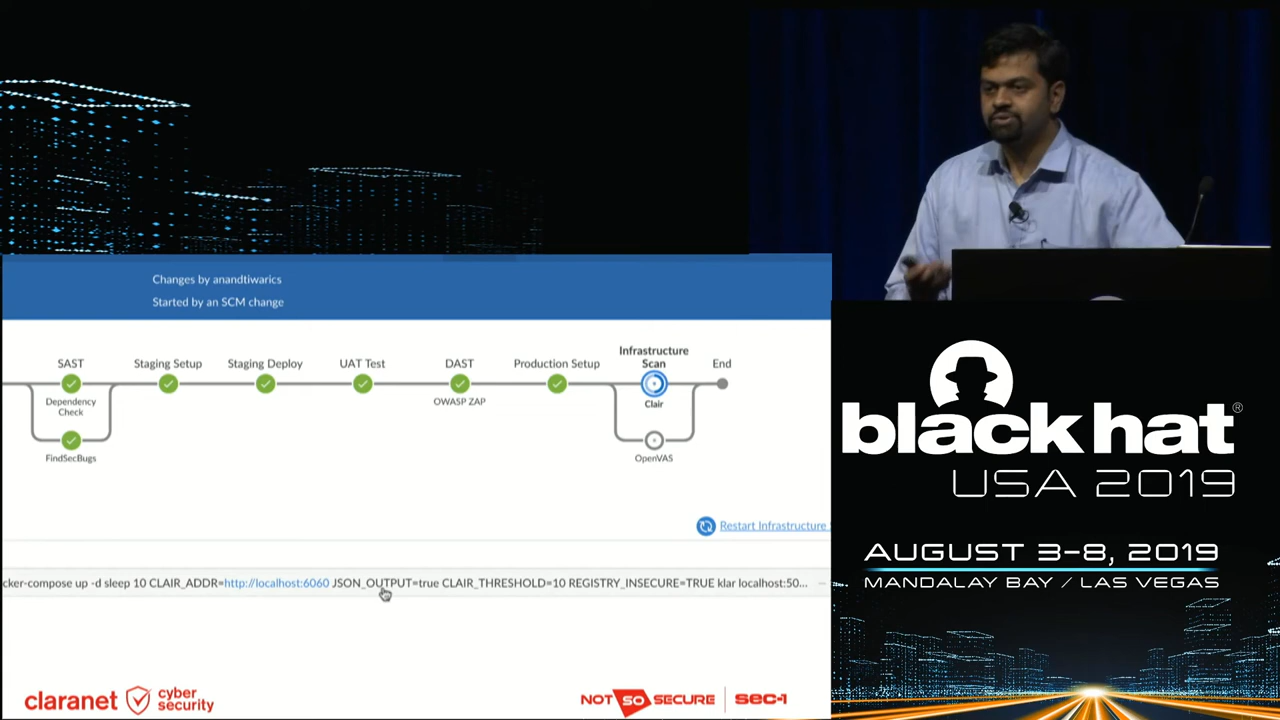 Changes by anandtiwarics
Started by an SCM change
SAST
Staging Setup
Staging Deploy
UAT Test
DAST
Production Setup
Infrastructure
Scan
End
Dependency
Check
OWASP ZAP
Clair
FindSecBugs
OpenVAS
Restart Infrastructure
cker-compose up -d sleep 10 CLAIR_ADDR=http://localhost:6060 JSON_OUTPUT=true CLAIR_THRESHOLD=10 REGISTRY_INSECURE=TRUE klar localhost:50...
claranet
cyber
security
NOT SO SECURE
SEC-1
black hat®
USA 2019
AUGUST 3-8, 2019
MANDALAY BAY / LAS VEGAS